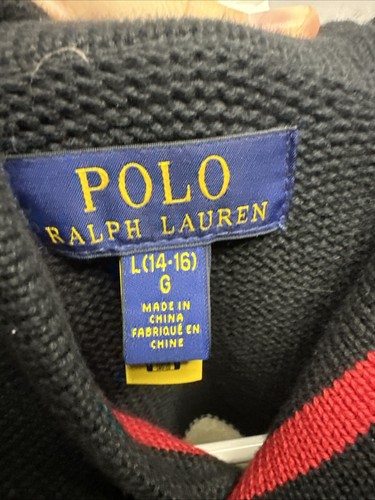 POLO
RALPH LAUREN
L(14-16)
G
MADE IN
CHINA
FABRIQUÉ EN
CHINE